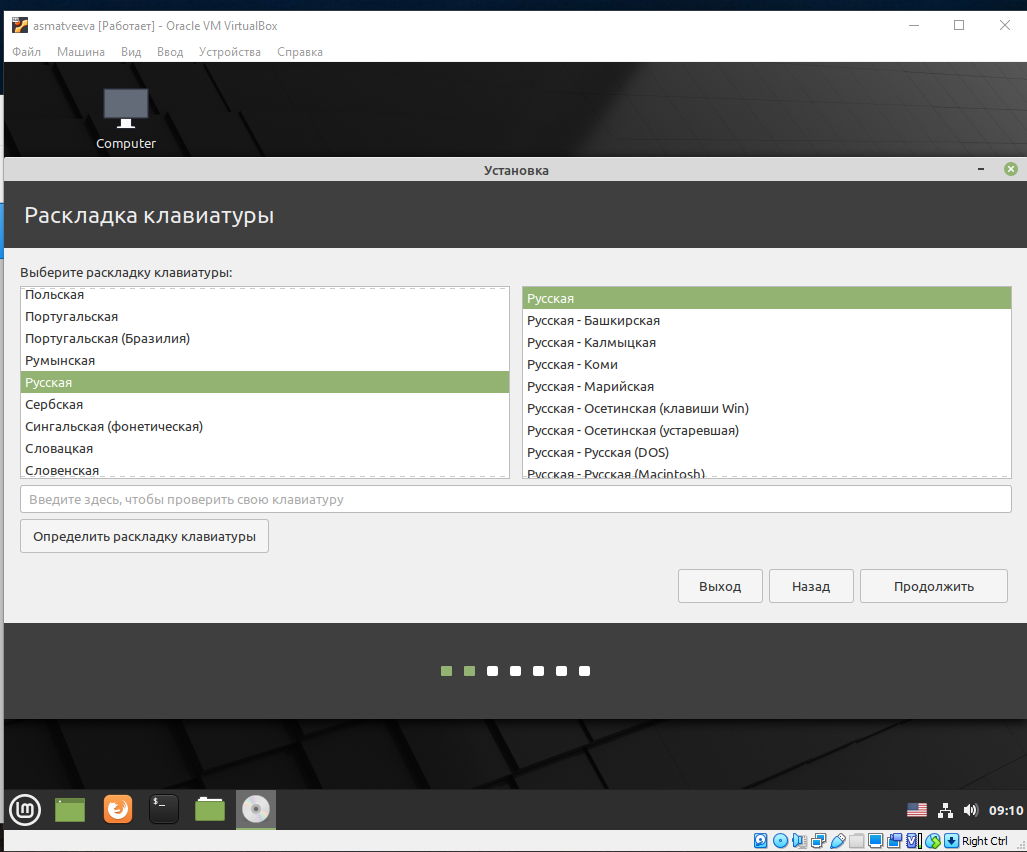 asmatveeva [Работает] - Oracle VM VirtualBox
Файл Машина Вид Ввод Устройства Справка
Computer
Установка
Раскладка клавиатуры
Выберите раскладку клавиатуры:
Польская
Португальская
Португальская (Бразилия)
Румынская
Русская
Сербская
Сингальская (фонетическая)
Словацкая
Словенская
Русская
Русская - Башкирская
Русская - Калмыцкая
Русская - Коми
Русская - Марийская
Русская - Осетинская (клавиши Win)
Русская - Осетинская (устаревшая)
Русская - Русская (DOS)
Русская - Русская (Macintosh)
Введите здесь, чтобы проверить свою клавиатуру
Определить раскладку клавиатуры
Выход Назад Продолжить
$_
09:10
Right Ctrl